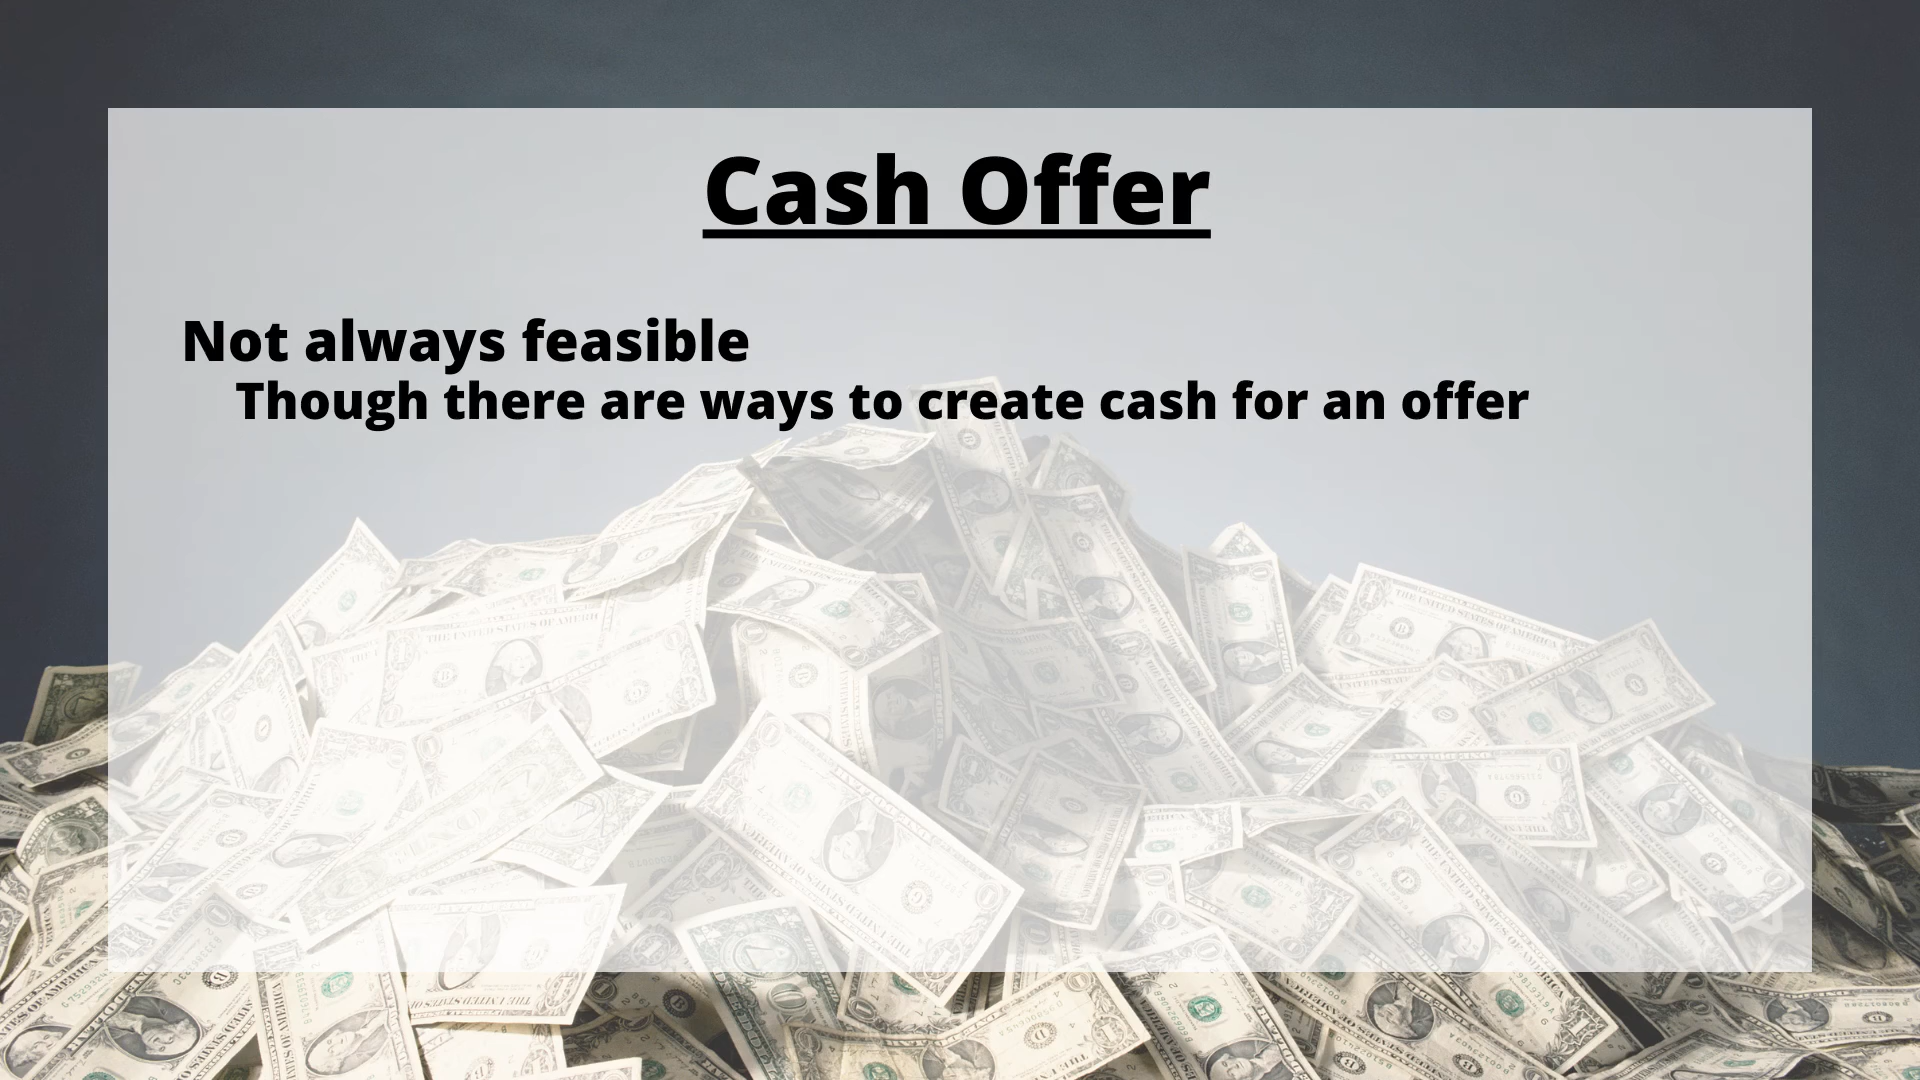 Cash Offer
Not always feasible
Though there are ways to create cash for an offer